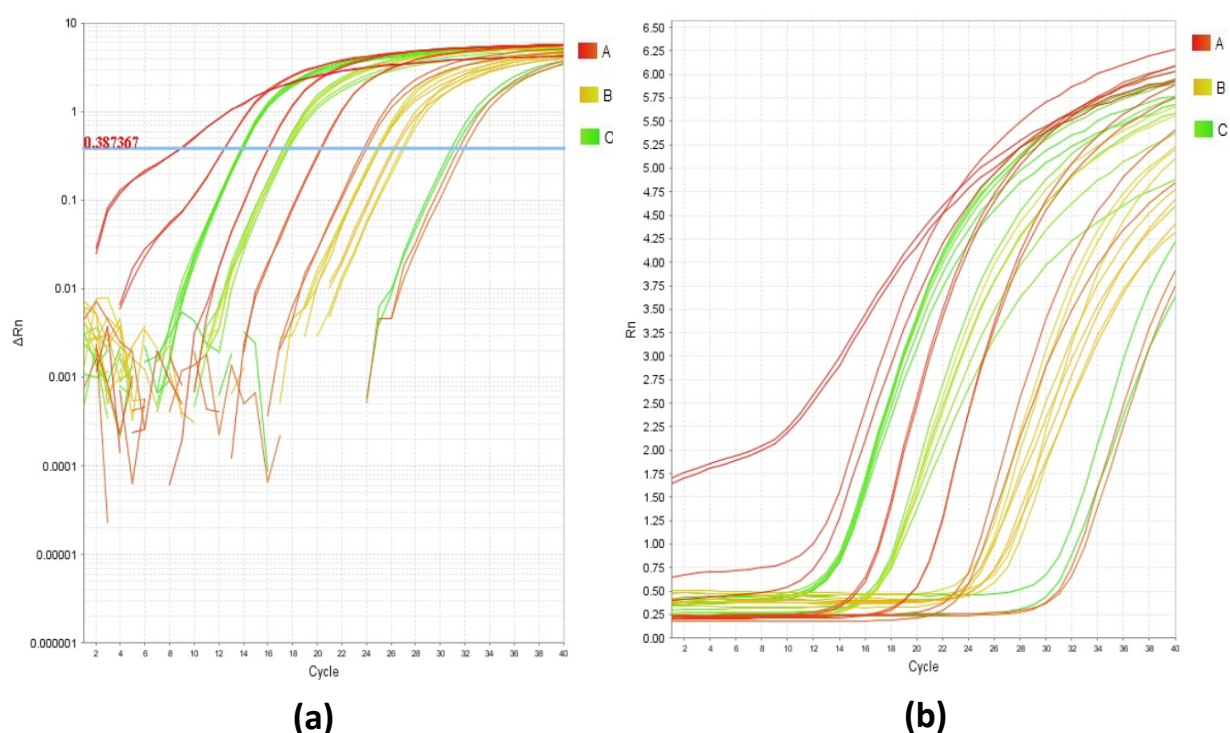 10
1
0.387367
0.1
0.01
0.001
0.0001
0.00001
0.000001
ΔRn
2 4 6 8 10 12 14 16 18 20 22 24 26 28 30 32 34 36 38 40
Cycle
A
B
C
(a)
6.50
6.25
6.00
5.75
5.50
5.25
5.00
4.75
4.50
4.25
4.00
3.75
3.50
3.25
3.00
2.75
2.50
2.25
2.00
1.75
1.50
1.25
1.00
0.75
0.50
0.25
0.00
Rn
2 4 6 8 10 12 14 16 18 20 22 24 26 28 30 32 34 36 38 40
Cycle
A
B
C
(b)